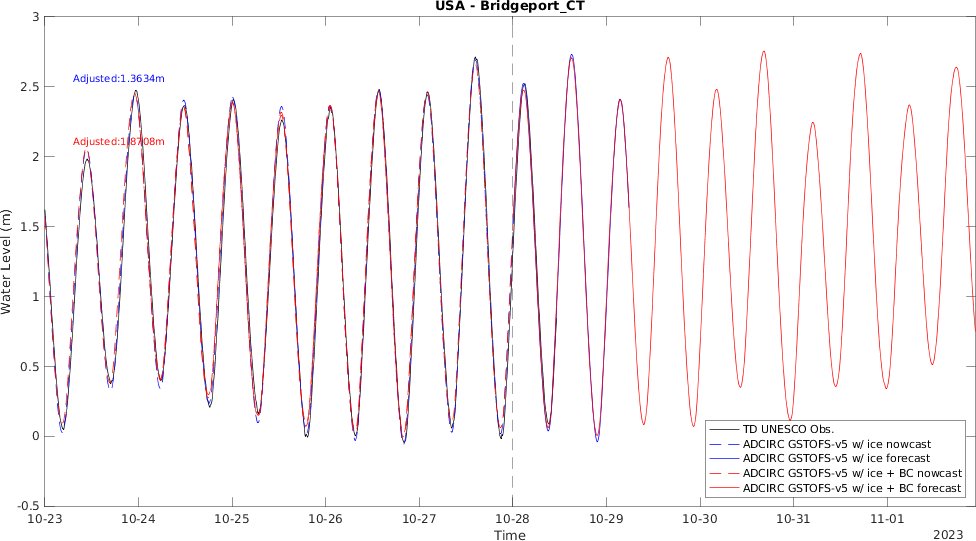 USA - Bridgeport_CT
3
2.5
2
1.5
1
0.5
0
-0.5
Water Level (m)
Adjusted:1.3634m
Adjusted:1.8708m
TD UNESCO Obs.
ADCIRC GSTOFS-v5 w/ ice nowcast
ADCIRC GSTOFS-v5 w/ ice forecast
ADCIRC GSTOFS-v5 w/ ice + BC nowcast
ADCIRC GSTOFS-v5 w/ ice + BC forecast
10-23 10-24 10-25 10-26 10-27 10-28 10-29 10-30 10-31 11-01
Time
2023